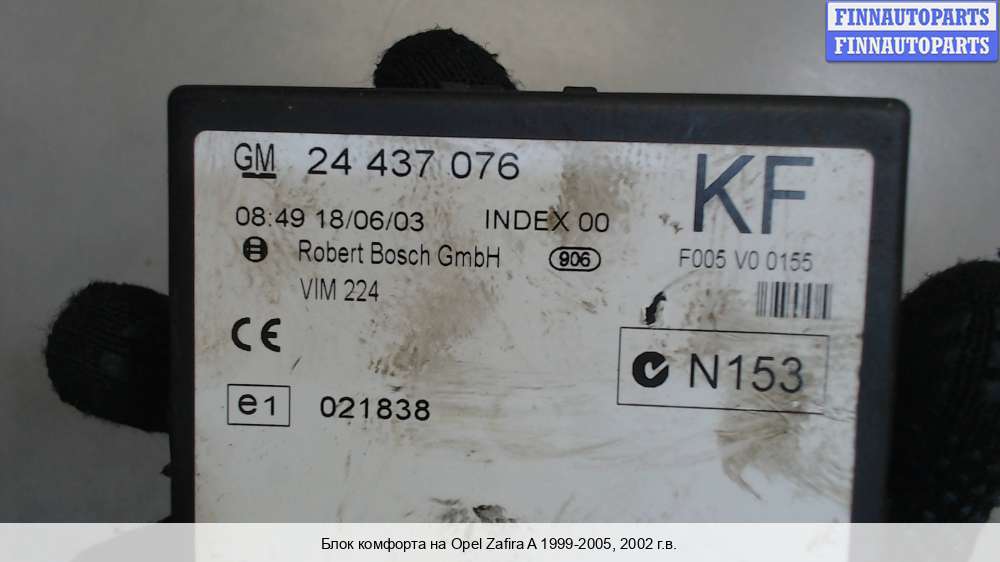 FINNAUTOPARTS
FINNAUTOPARTS
GM 24 437 076
KF
08:49 18/06/03 INDEX 00
Robert Bosch GmbH 906 F005 V0 0155
VIM 224
CE
N153
e1 021838
Блок комфорта на Opel Zafira A 1999-2005, 2002 г.в.